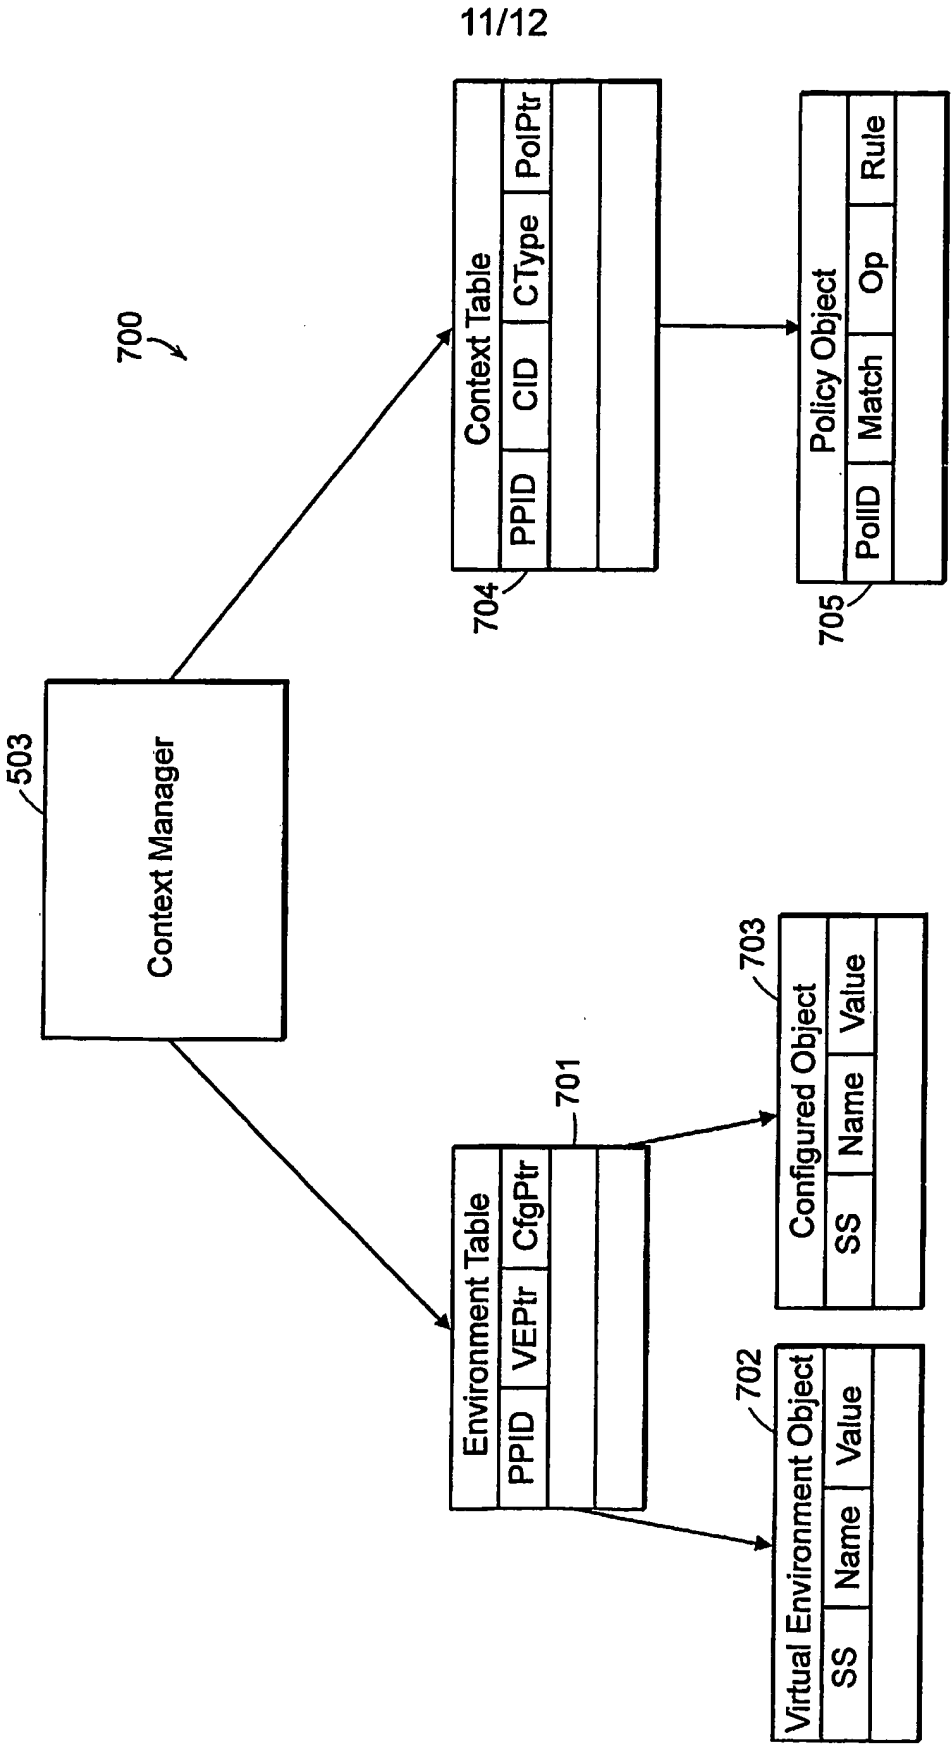 11/12
700
503
Context Manager
Environment Table
PPID VEPtr CfgPtr
701
Context Table
PPID CID CType PolPtr
704
Virtual Environment Object
SS Name Value
702
Configured Object
SS Name Value
703
Policy Object
PolID Match Op Rule
705